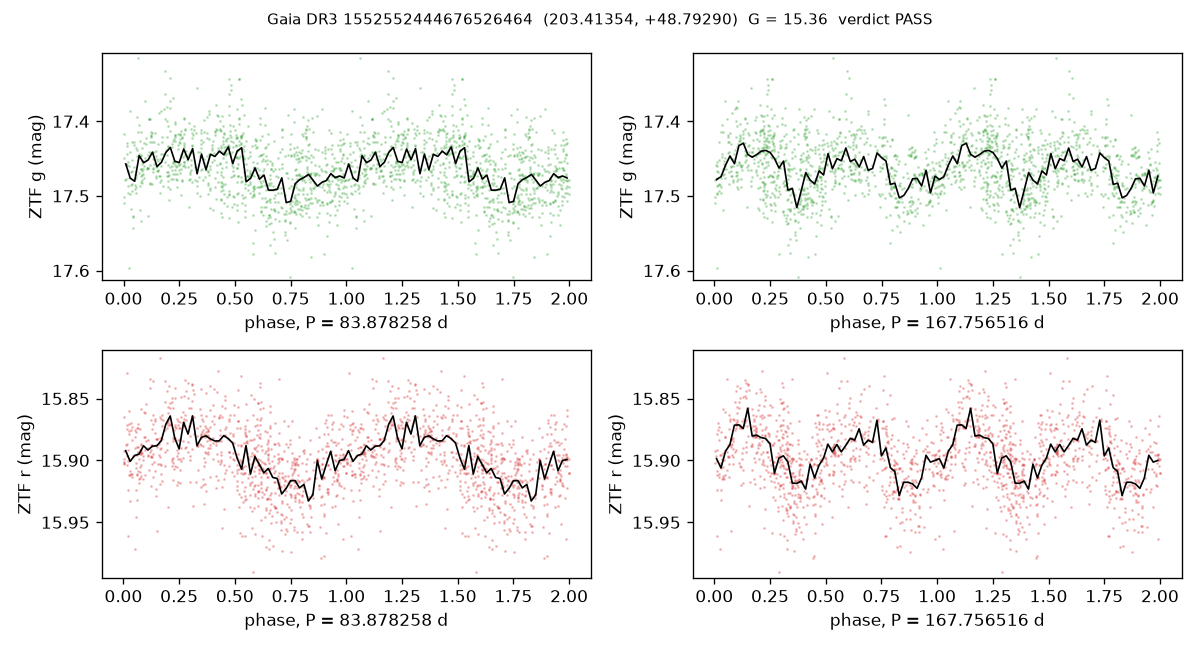 Gaia DR3 1552552444676526464  (203.41354, +48.79290)  G = 15.36  verdict PASS
ZTF g (mag)
17.4
17.5
17.6
0.00 0.25 0.50 0.75 1.00 1.25 1.50 1.75 2.00
phase, P = 83.878258 d
ZTF g (mag)
17.4
17.5
17.6
0.00 0.25 0.50 0.75 1.00 1.25 1.50 1.75 2.00
phase, P = 167.756516 d
ZTF r (mag)
15.85
15.90
15.95
0.00 0.25 0.50 0.75 1.00 1.25 1.50 1.75 2.00
phase, P = 83.878258 d
ZTF r (mag)
15.85
15.90
15.95
0.00 0.25 0.50 0.75 1.00 1.25 1.50 1.75 2.00
phase, P = 167.756516 d